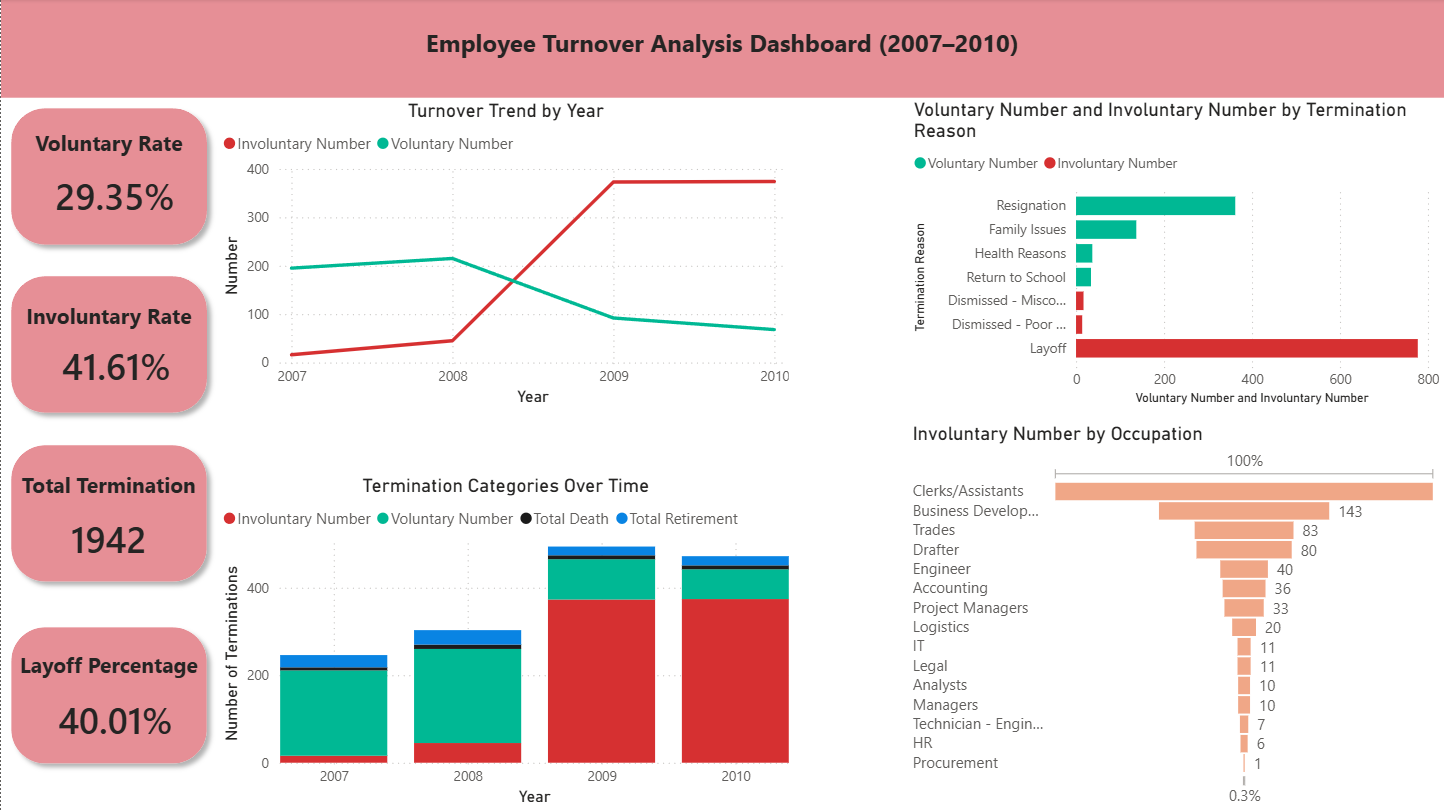 Employee Turnover Analysis Dashboard (2007–2010)
Voluntary Rate
29.35%
Involuntary Rate
41.61%
Total Termination
1942
Layoff Percentage
40.01%
Turnover Trend by Year
Involuntary Number Voluntary Number
Number
400
300
200
100
0
2007 2008 2009 2010
Year
Termination Categories Over Time
Involuntary Number Voluntary Number Total Death Total Retirement
Number of Terminations
400
200
0
2007 2008 2009 2010
Year
Voluntary Number and Involuntary Number by Termination
Reason
Voluntary Number Involuntary Number
Termination Reason
Resignation
Family Issues
Health Reasons
Return to School
Dismissed - Misco...
Dismissed - Poor ...
Layoff
0 200 400 600 800
Voluntary Number and Involuntary Number
Involuntary Number by Occupation
100%
Clerks/Assistants
Business Develop... 143
Trades 83
Drafter 80
Engineer 40
Accounting 36
Project Managers 33
Logistics 20
IT 11
Legal 11
Analysts 10
Managers 10
Technician - Engin... 7
HR 6
Procurement 1
0.3%